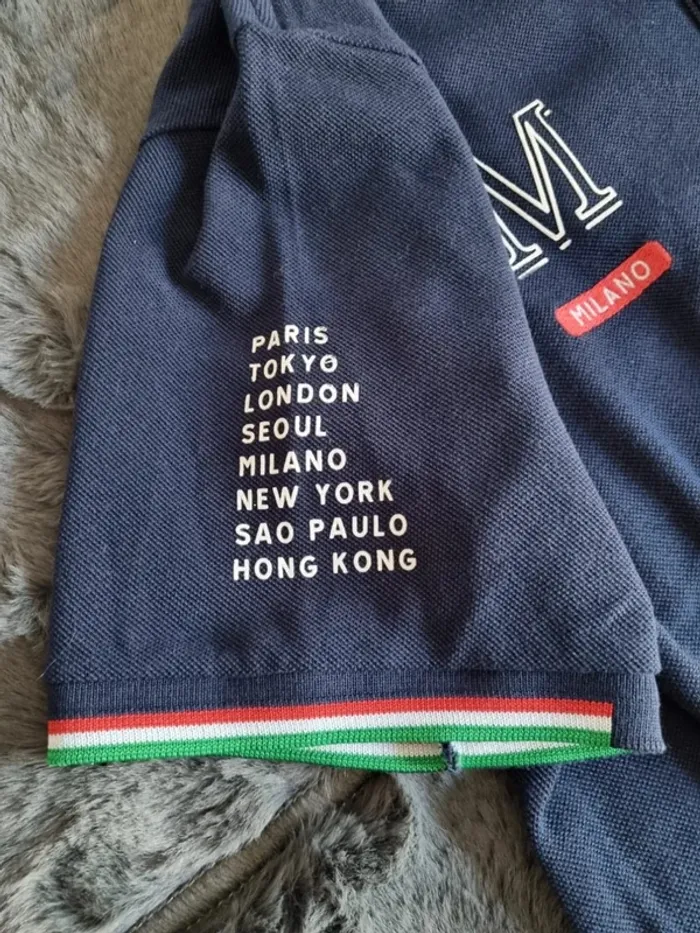 PARIS
TOKYO
LONDON
SEOUL
MILANO
NEW YORK
SAO PAULO
HONG KONG
M
MILANO